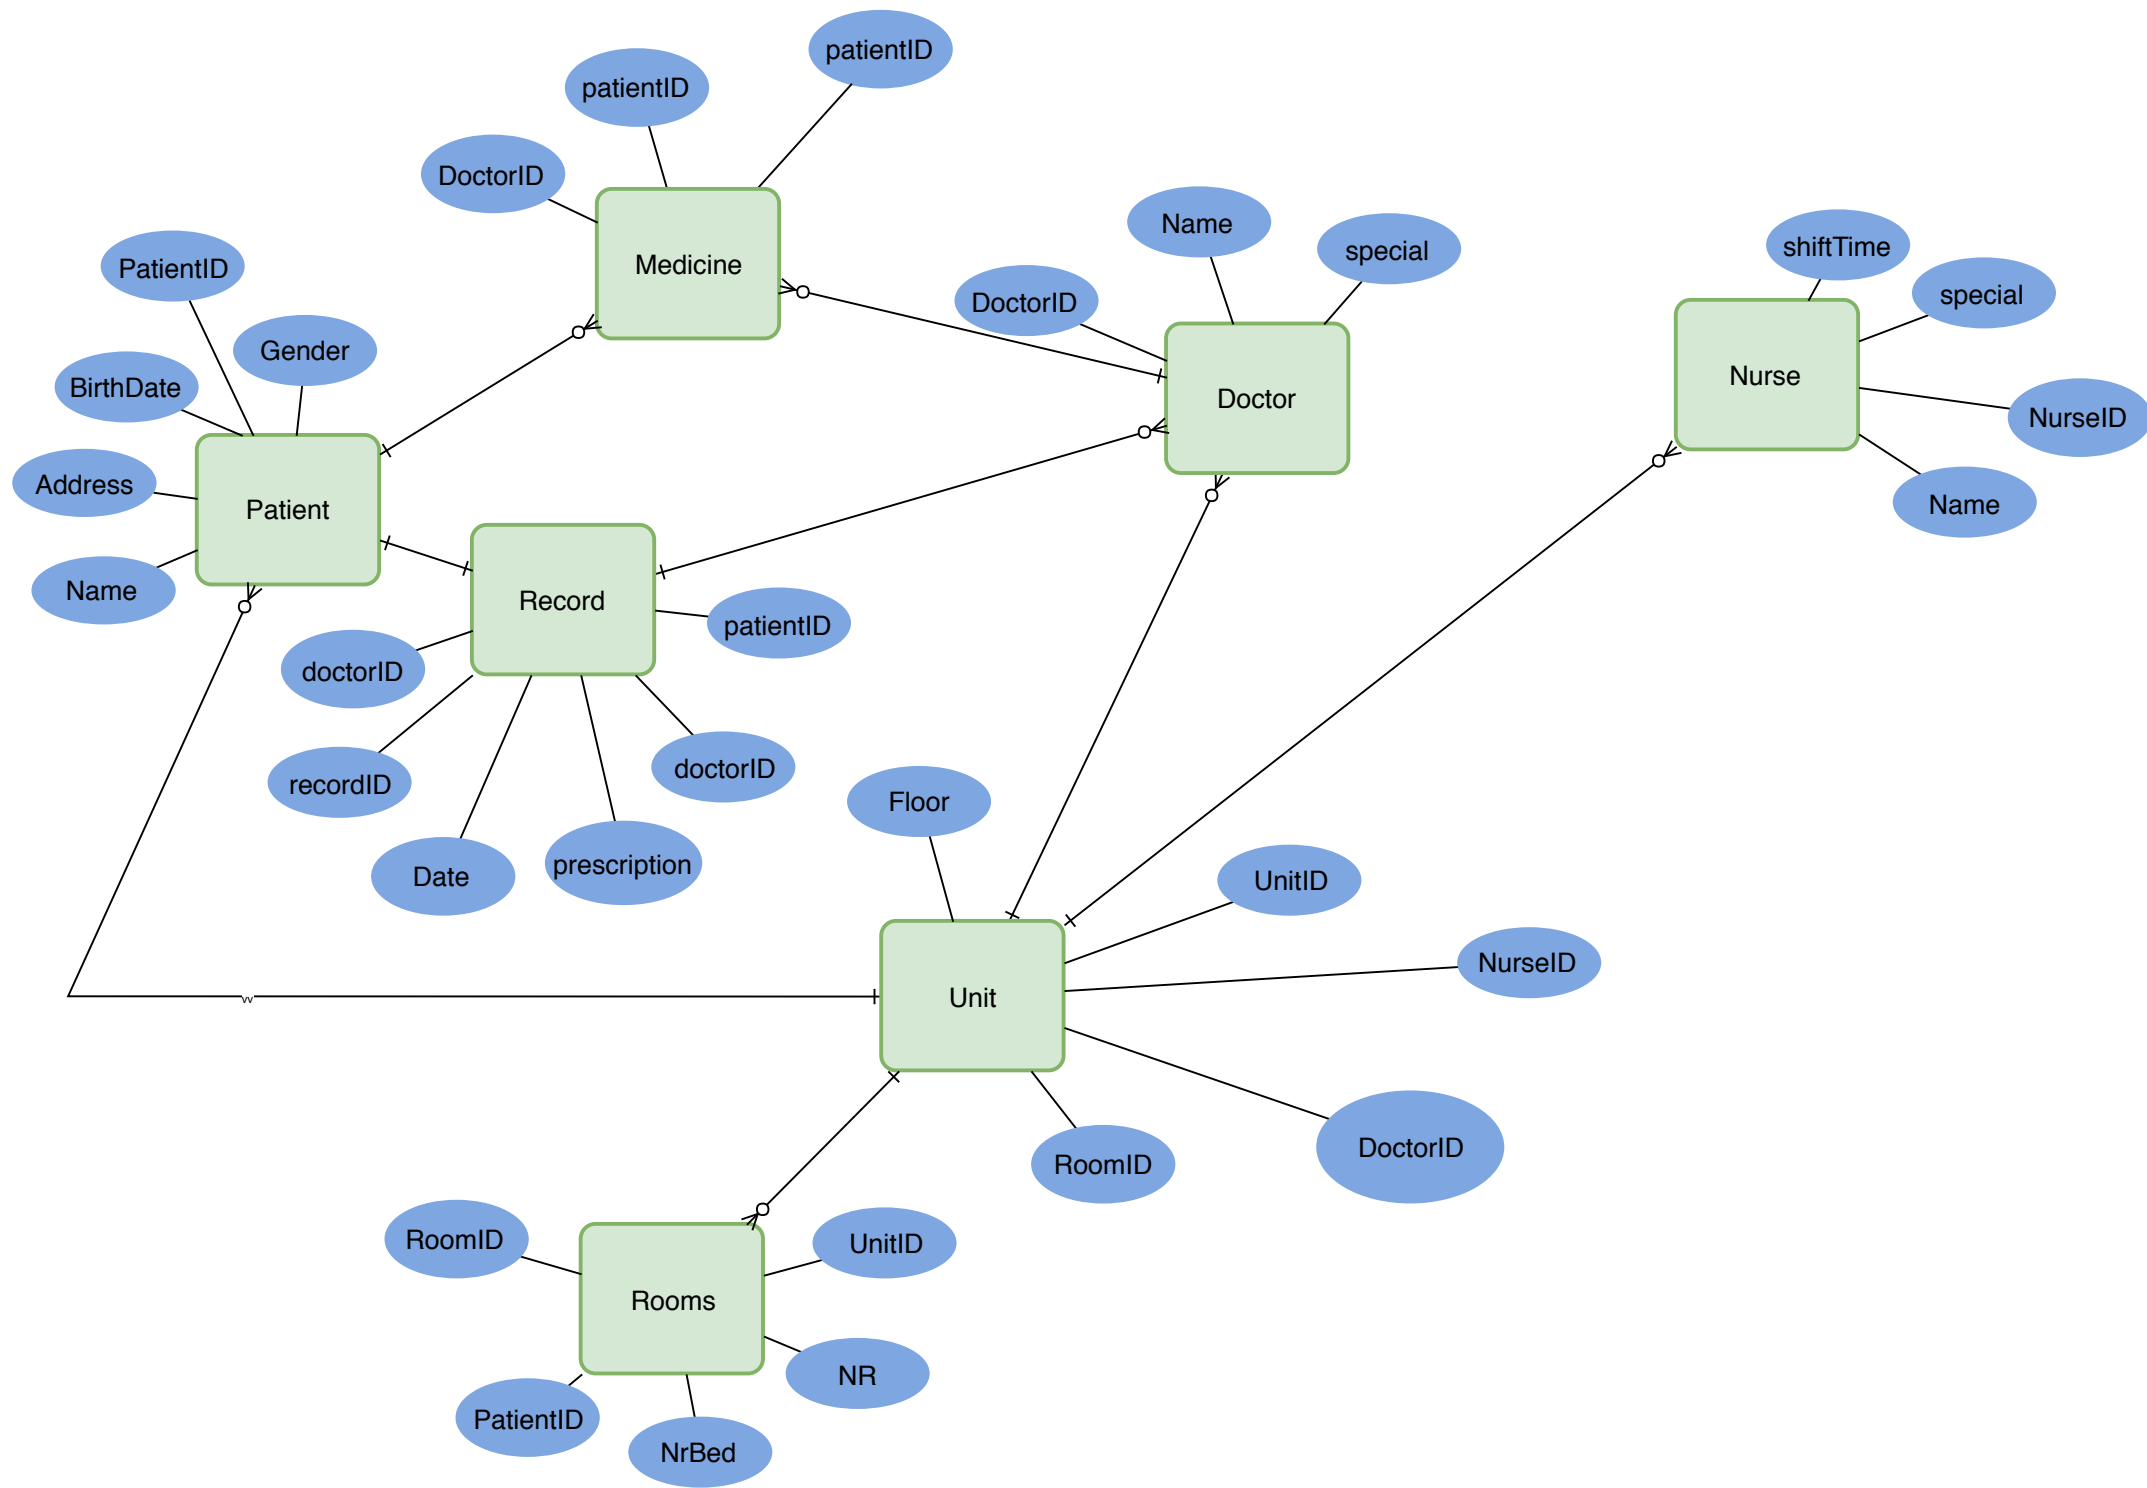 patientID
patientID
DoctorID
Medicine
Name
special
DoctorID
Doctor
shiftTime
special
Nurse
NurseID
Name
PatientID
Gender
BirthDate
Address
Patient
Name
Record
patientID
doctorID
recordID
doctorID
Date
prescription
Floor
UnitID
NurseID
Unit
DoctorID
RoomID
RoomID
UnitID
Rooms
NR
PatientID
NrBed